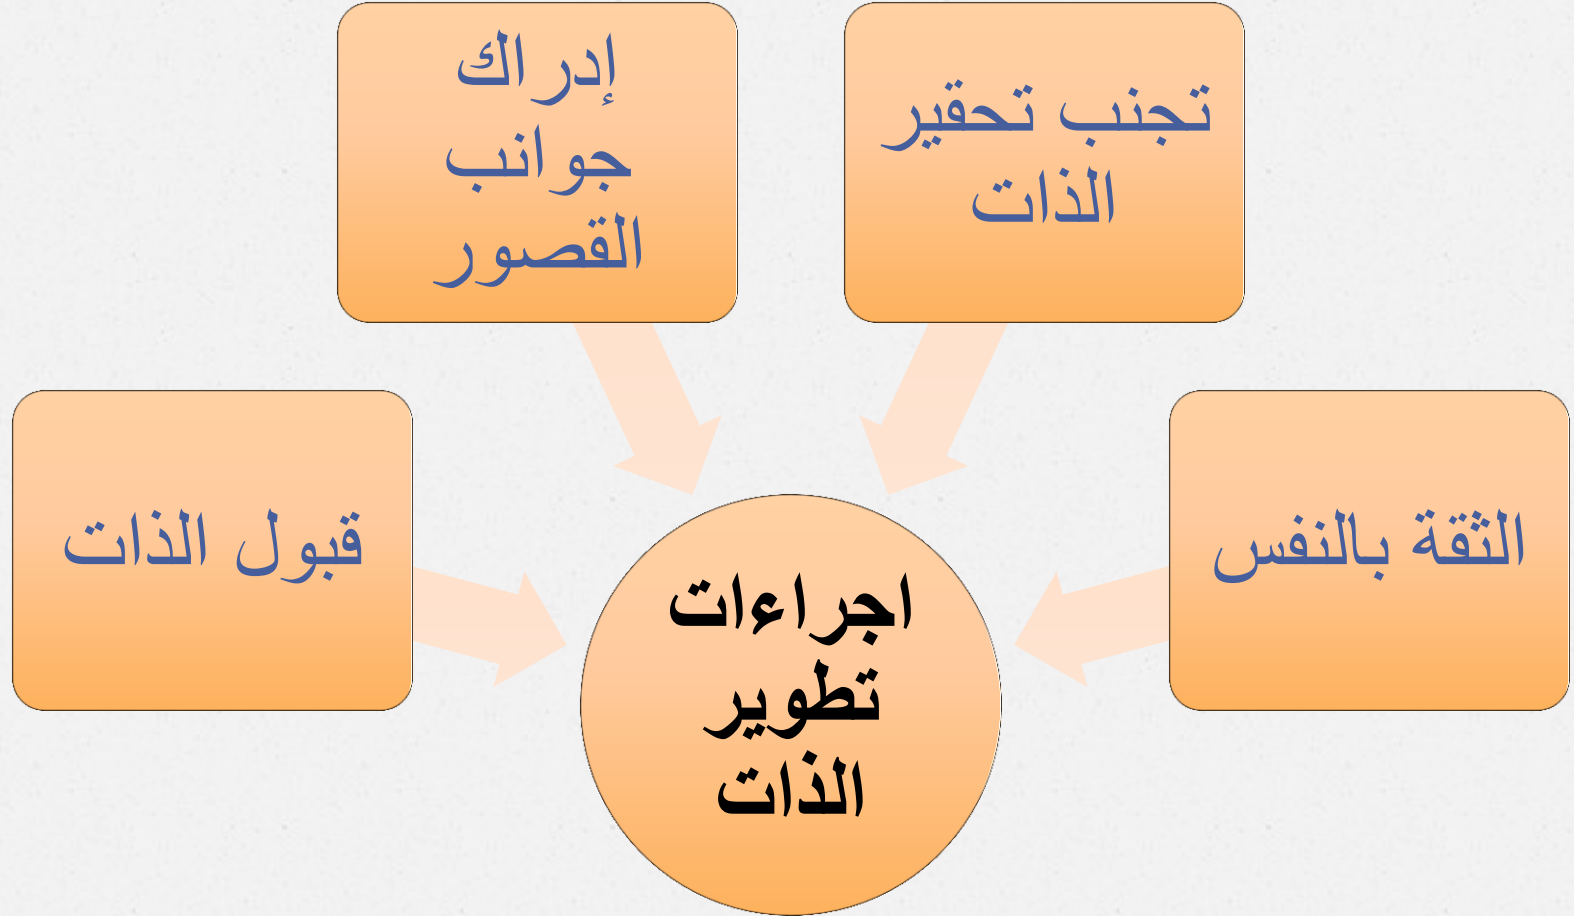 تجنب تحقير
الذات
إدراك
جوانب
القصور
الثقة بالنفس
قبول الذات
اجراءات
تطوير
الذات